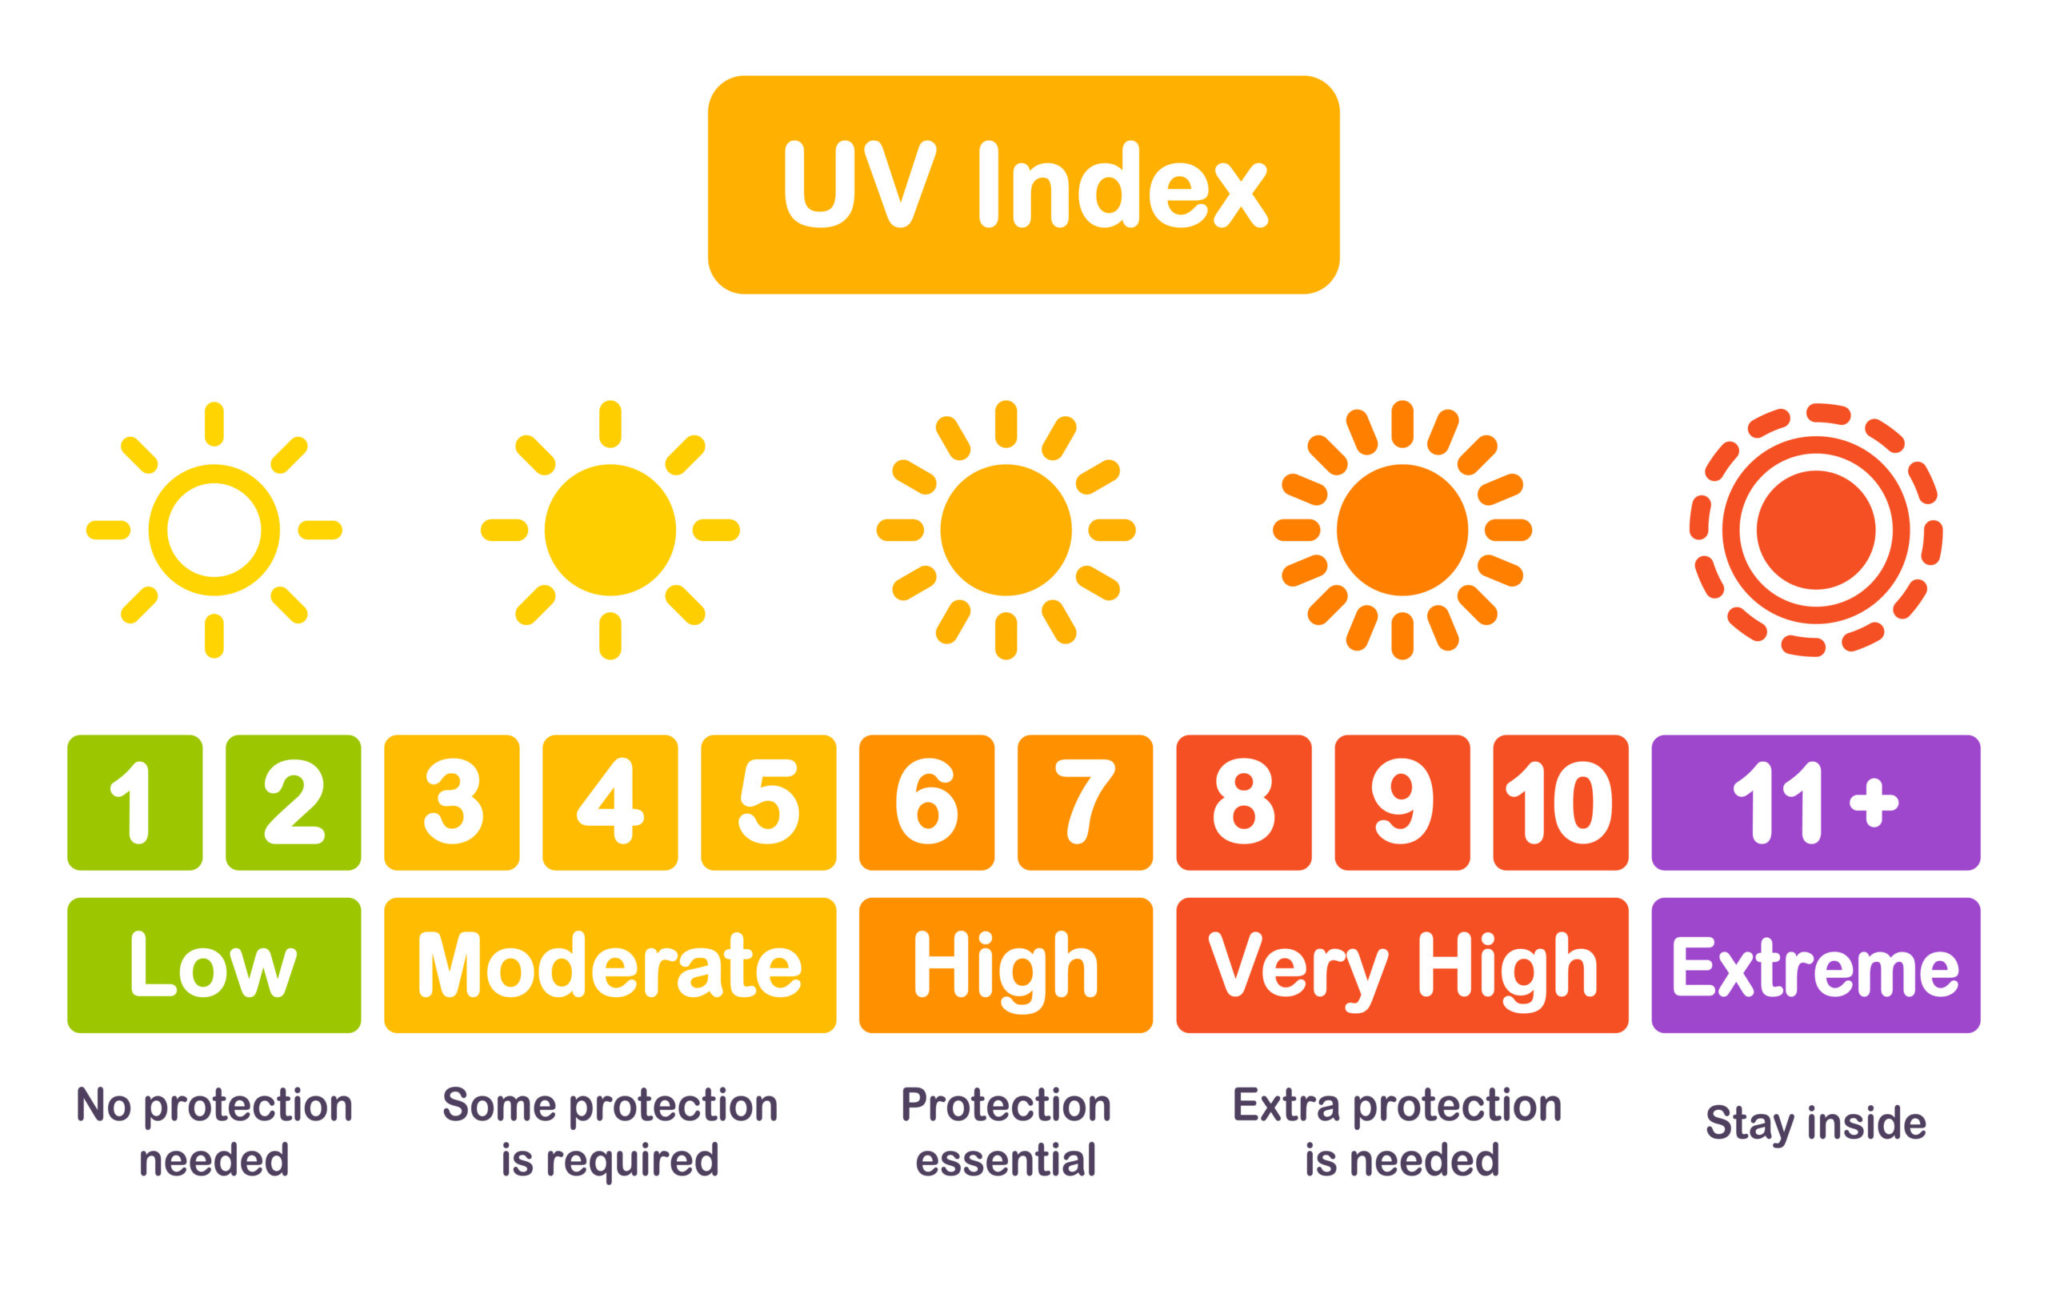 UV Index
1 2 3 4 5 6 7 8 9 10 11+
Low Moderate High Very High Extreme
No protection
needed
Some protection
is required
Protection
essential
Extra protection
is needed
Stay inside